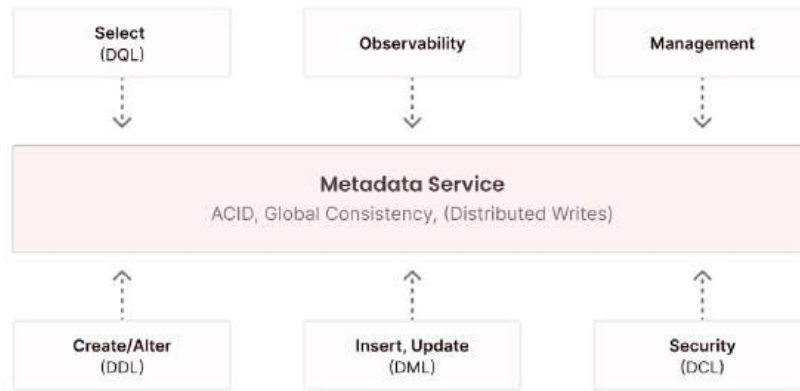 Select
(DQL)
Observability
Management
Metadata Service
ACID, Global Consistency, (Distributed Writes)
Create/Alter
(DDL)
Insert, Update
(DML)
Security
(DCL)